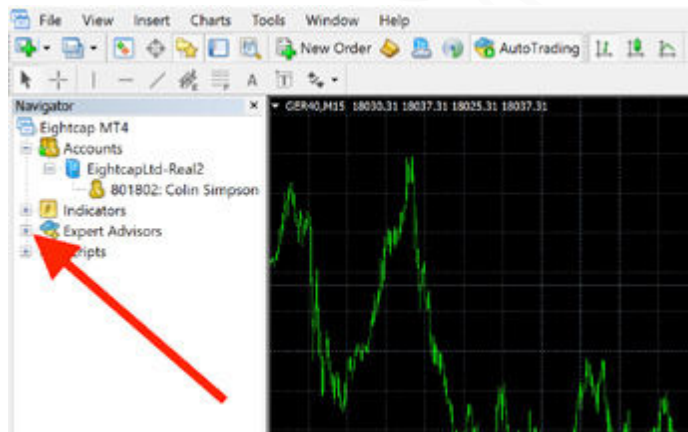 File View Insert Charts Tools Window Help
New Order AutoTrading
A T
Navigator ×
GER40,M15 18030.31 18037.31 18025.31 18037.31
Eightcap MT4
Accounts
EightcapLtd-Real2
801802: Colin Simpson
Indicators
Expert Advisors